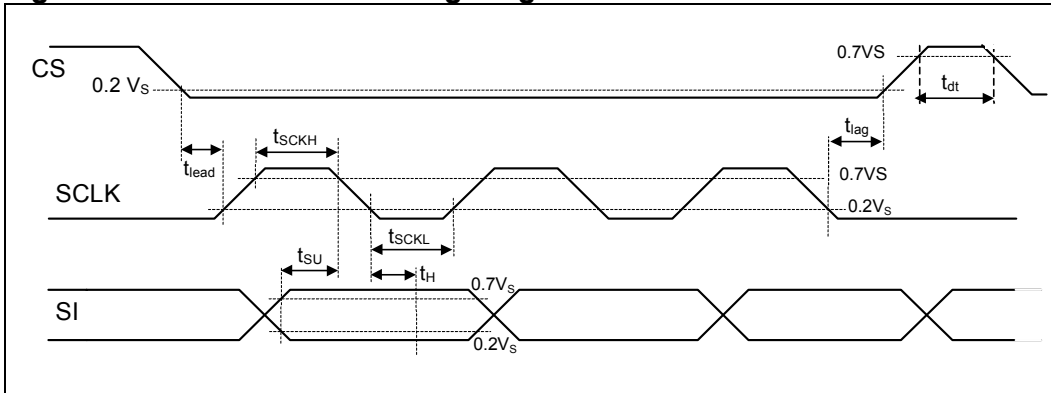 CS
0.2 VS
0.7VS
tdt
tlag
tlead
tSCKH
0.7VS
SCLK
0.2VS
tSCKL
tSU
tH
0.7VS
SI
0.2VS